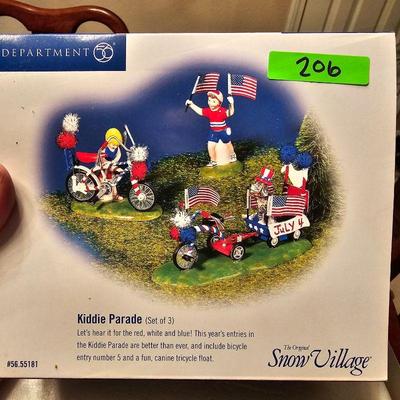 DEPARTMENT 56
206
JULY 4
Kiddie Parade (Set of 3)
Let's hear it for the red, white and blue! This year's entries
in the Kiddie Parade are better than ever, and include bicycle
entry number 5 and a fun, canine tricycle float.
#56.55181
The Original
Snow Village